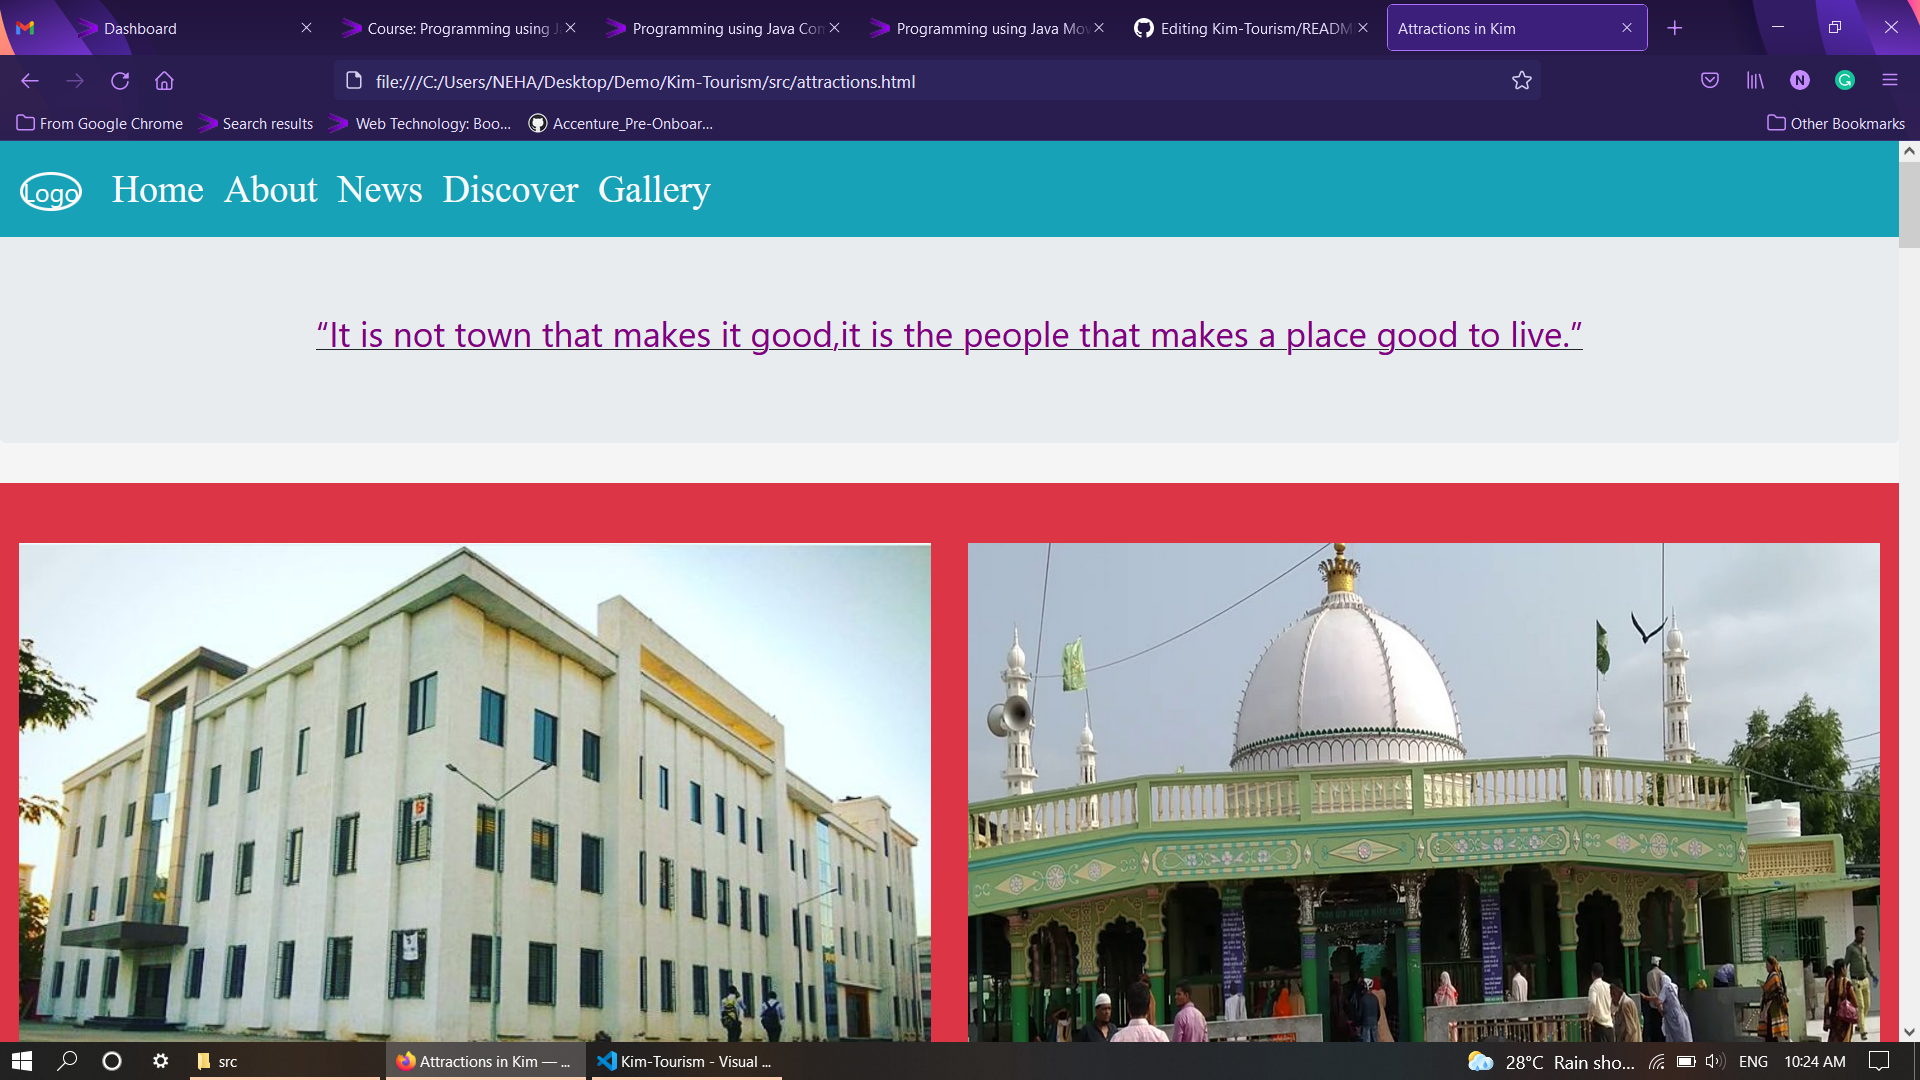 Dashboard
Course: Programming using J
Programming using Java Con
Programming using Java Mov
Editing Kim-Tourism/READM
Attractions in Kim
file:///C:/Users/NEHA/Desktop/Demo/Kim-Tourism/src/attractions.html
N
From Google Chrome
Search results
Web Technology: Boo...
Accenture_Pre-Onboar...
Other Bookmarks
Logo
Home About News Discover Gallery
“It is not town that makes it good,it is the people that makes a place good to live.”
src
Attractions in Kim — ...
Kim-Tourism - Visual ...
28°C Rain sho...
ENG
10:24 AM